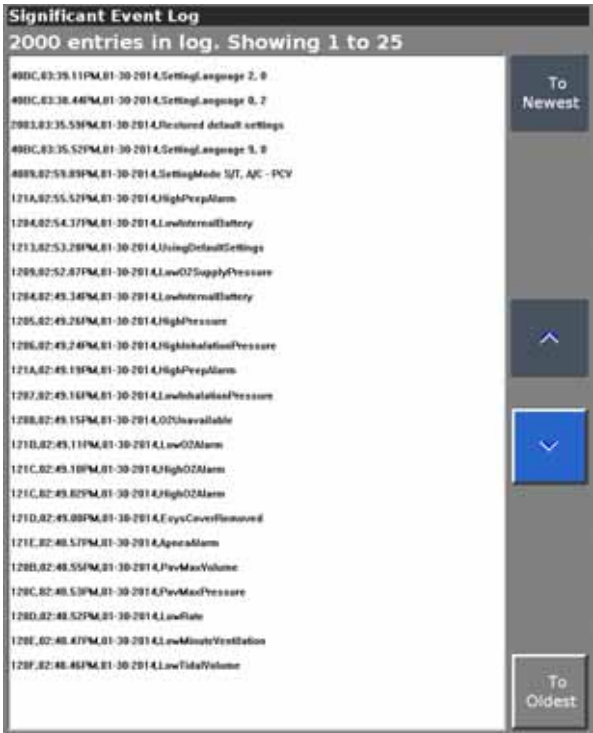 Significant Event Log
2000 entries in log. Showing 1 to 25
40BC,03:39.11PM,01-30-2014,SettingLanguage 2, 0
40BC,03:38.44PM,01-30-2014,SettingLanguage 0, 2
2003,03:35.59PM,01-30-2014,Restored default settings
40BC,03:35.52PM,01-30-2014,SettingLanguage 9, 0
4089,02:59.09PM,01-30-2014,SettingMode S/T, A/C - PCV
121A,02:55.52PM,01-30-2014,HighPeepAlarm
1204,02:54.37PM,01-30-2014,LowInternalBattery
1213,02:53.20PM,01-30-2014,UsingDefaultSettings
1209,02:52.07PM,01-30-2014,LowO2SupplyPressure
1204,02:49.34PM,01-30-2014,LowInternalBattery
1205,02:49.26PM,01-30-2014,HighPressure
1206,02:49.24PM,01-30-2014,HighInhalationPressure
121A,02:49.19PM,01-30-2014,HighPeepAlarm
1207,02:49.16PM,01-30-2014,LowInhalationPressure
1208,02:49.15PM,01-30-2014,O2Unavailable
121B,02:49.11PM,01-30-2014,LowO2Alarm
121C,02:49.10PM,01-30-2014,HighO2Alarm
121C,02:49.02PM,01-30-2014,HighO2Alarm
121D,02:49.00PM,01-30-2014,EsysCoverRemoved
121E,02:48.57PM,01-30-2014,ApneaAlarm
120B,02:48.55PM,01-30-2014,PavMaxVolume
120C,02:48.53PM,01-30-2014,PavMaxPressure
120D,02:48.52PM,01-30-2014,LowRate
120E,02:48.47PM,01-30-2014,LowMinuteVentilation
120F,02:48.46PM,01-30-2014,LowTidalVolume
To
Newest
To
Oldest